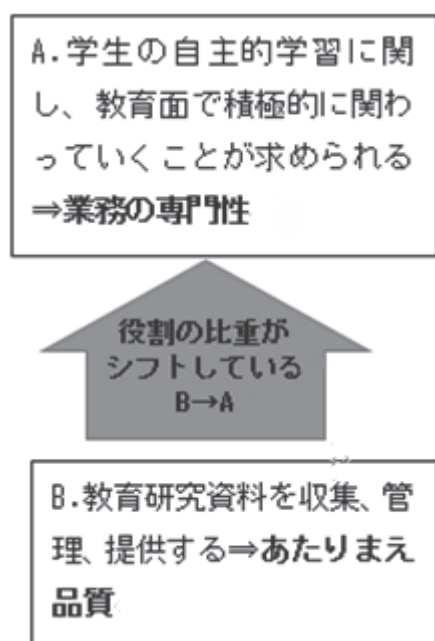 A.学生の自主的学習に関
し、教育面で積極的に関わ
っていくことが求められる
⇒業務の専門性
役割の比重が
シフトしている
B→A
B.教育研究資料を収集、管
理、提供する⇒あたりまえ
品質